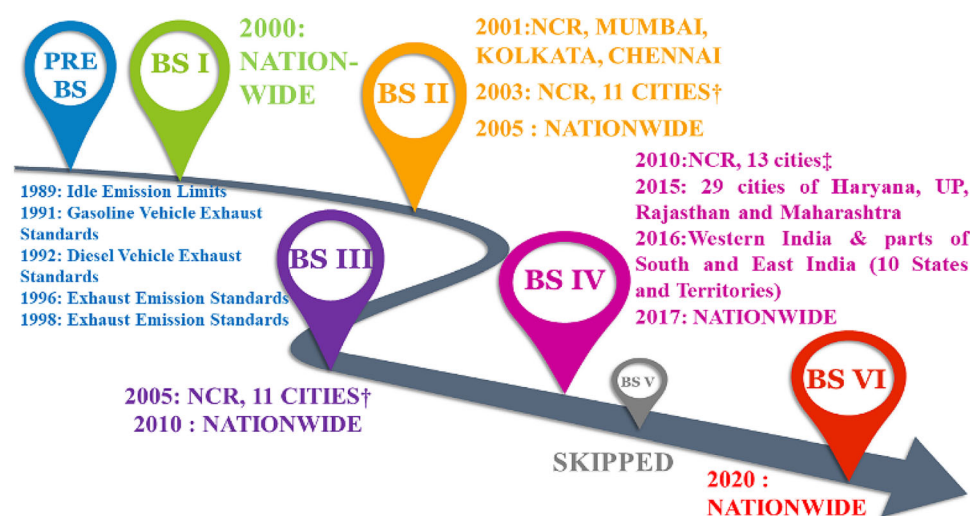 PRE
BS
1989: Idle Emission Limits
1991: Gasoline Vehicle Exhaust
Standards
1992: Diesel Vehicle Exhaust
Standards
1996: Exhaust Emission Standards
1998: Exhaust Emission Standards
BS I
2000:
NATION-
WIDE
BS II
2001:NCR, MUMBAI,
KOLKATA, CHENNAI
2003: NCR, 11 CITIES†
2005 : NATIONWIDE
BS III
2005: NCR, 11 CITIES†
2010 : NATIONWIDE
BS IV
2010:NCR, 13 cities‡
2015: 29 cities of Haryana, UP,
Rajasthan and Maharashtra
2016:Western India & parts of
South and East India (10 States
and Territories)
2017: NATIONWIDE
BS V
SKIPPED
BS VI
2020 :
NATIONWIDE